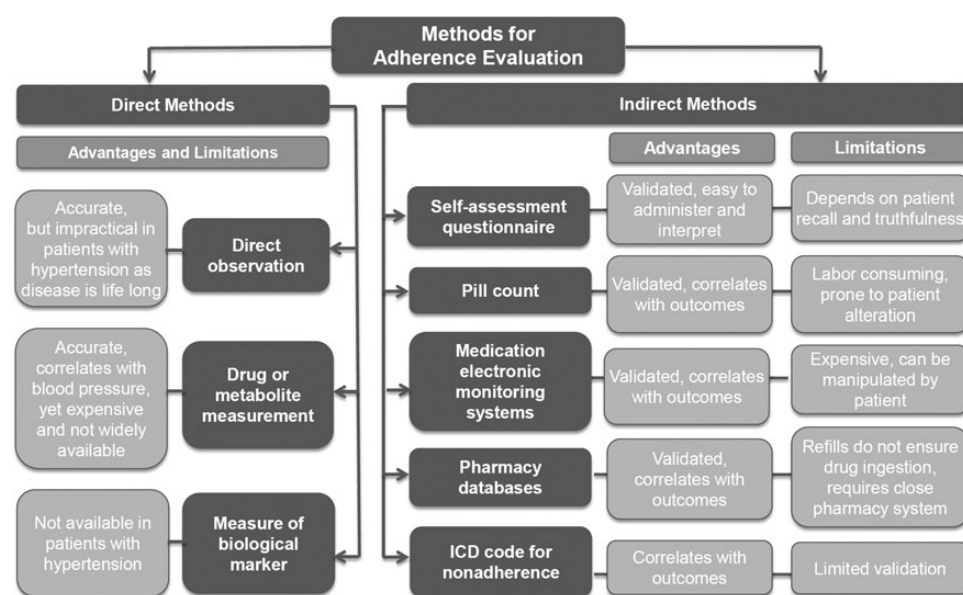 Methods for
Adherence Evaluation
Direct Methods
Advantages and Limitations
Accurate,
but impractical in
patients with
hypertension as
disease is life long
Direct
observation
Accurate,
correlates with
blood pressure,
yet expensive
and not widely
available
Drug or
metabolite
measurement
Not available in
patients with
hypertension
Measure of
biological
marker
Indirect Methods
Advantages
Limitations
Self-assessment
questionnaire
Validated, easy to
administer and
interpret
Depends on patient
recall and truthfulness
Pill count
Validated, correlates
with outcomes
Labor consuming,
prone to patient
alteration
Medication
electronic
monitoring
systems
Validated, correlates
with outcomes
Expensive, can be
manipulated by
patient
Pharmacy
databases
Validated,
correlates with
outcomes
Refills do not ensure
drug ingestion,
requires close
pharmacy system
ICD code for
nonadherence
Correlates with
outcomes
Limited validation